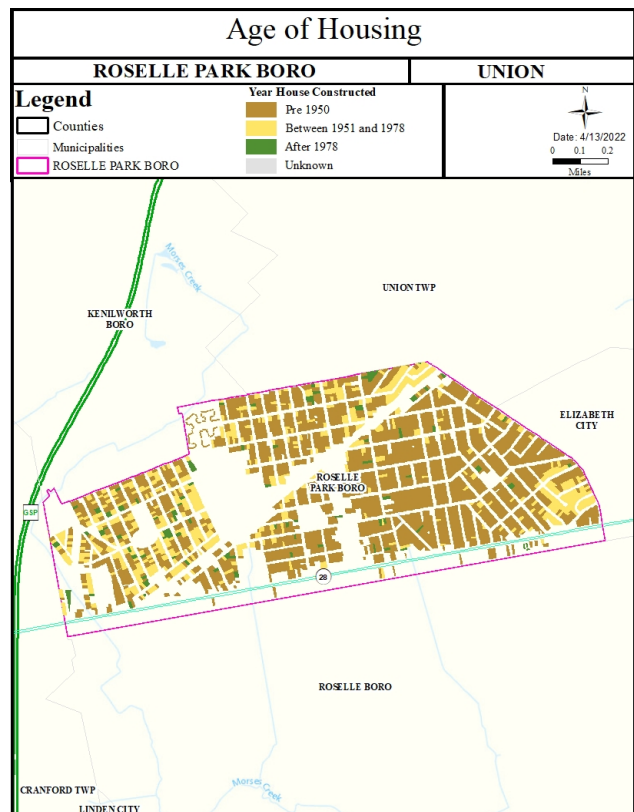 Age of Housing
ROSELLE PARK BORO
UNION
Legend
Counties
Municipalities
ROSELLE PARK BORO
Year House Constructed
Pre 1950
Between 1951 and 1978
After 1978
Unknown
N
Date: 4/13/2022
0 0.1 0.2
Miles
Morses Creek
UNION TWP
KENILWORTH
BORO
ELIZABETH
CITY
ROSELLE
PARK BORO
GSP
28
ROSELLE BORO
Morses Creek
CRANFORD TWP
LINDEN CITY